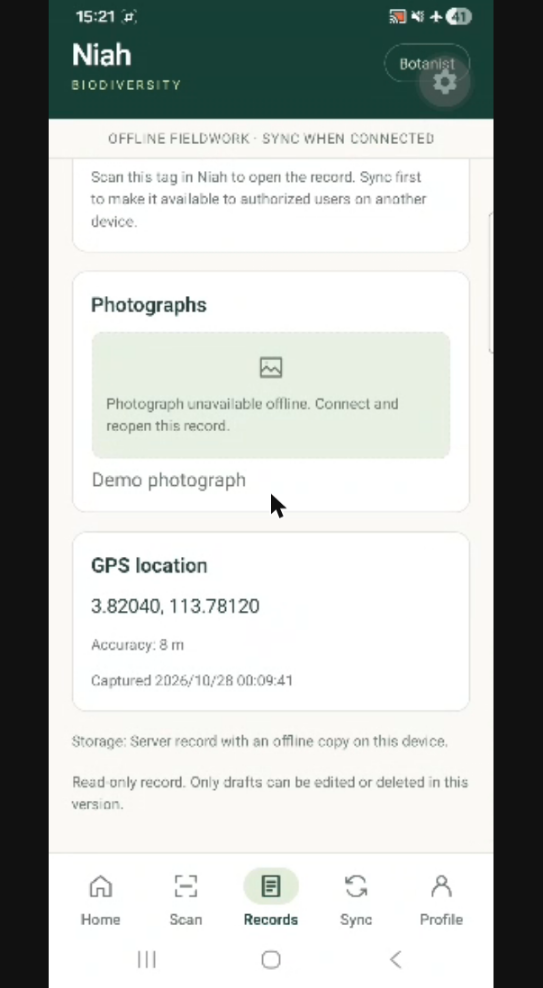 15:21
41
Niah
BIODIVERSITY
Botanist
OFFLINE FIELDWORK · SYNC WHEN CONNECTED
Scan this tag in Niah to open the record. Sync first
to make it available to authorized users on another
device.
Photographs
Photograph unavailable offline. Connect and
reopen this record.
Demo photograph
GPS location
3.82040, 113.78120
Accuracy: 8 m
Captured 2026/10/28 00:09:41
Storage: Server record with an offline copy on this device.
Read-only record. Only drafts can be edited or deleted in this
version.
Home
Scan
Records
Sync
Profile